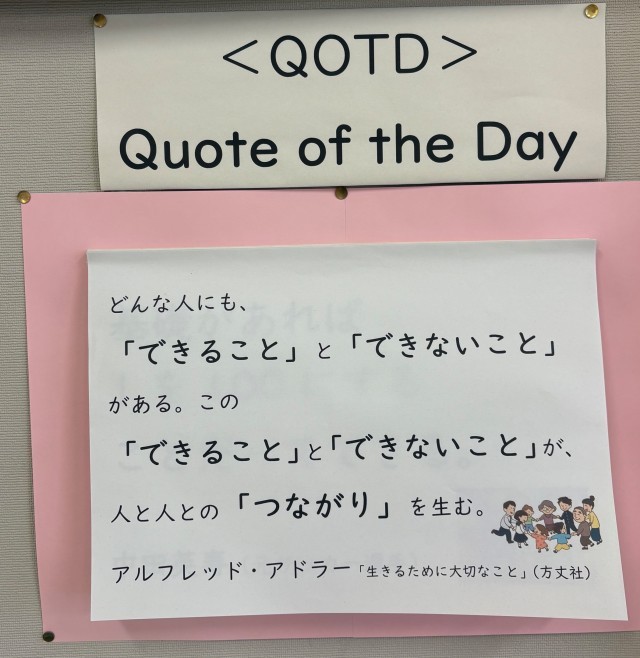 <QOTD>
Quote of the Day
どんな人にも、
「できること」と「できないこと」
がある。この
「できること」と「できないこと」が、
人と人との「つながり」を生む。
アルフレッド・アドラー「生きるために大切なこと」(方丈社)